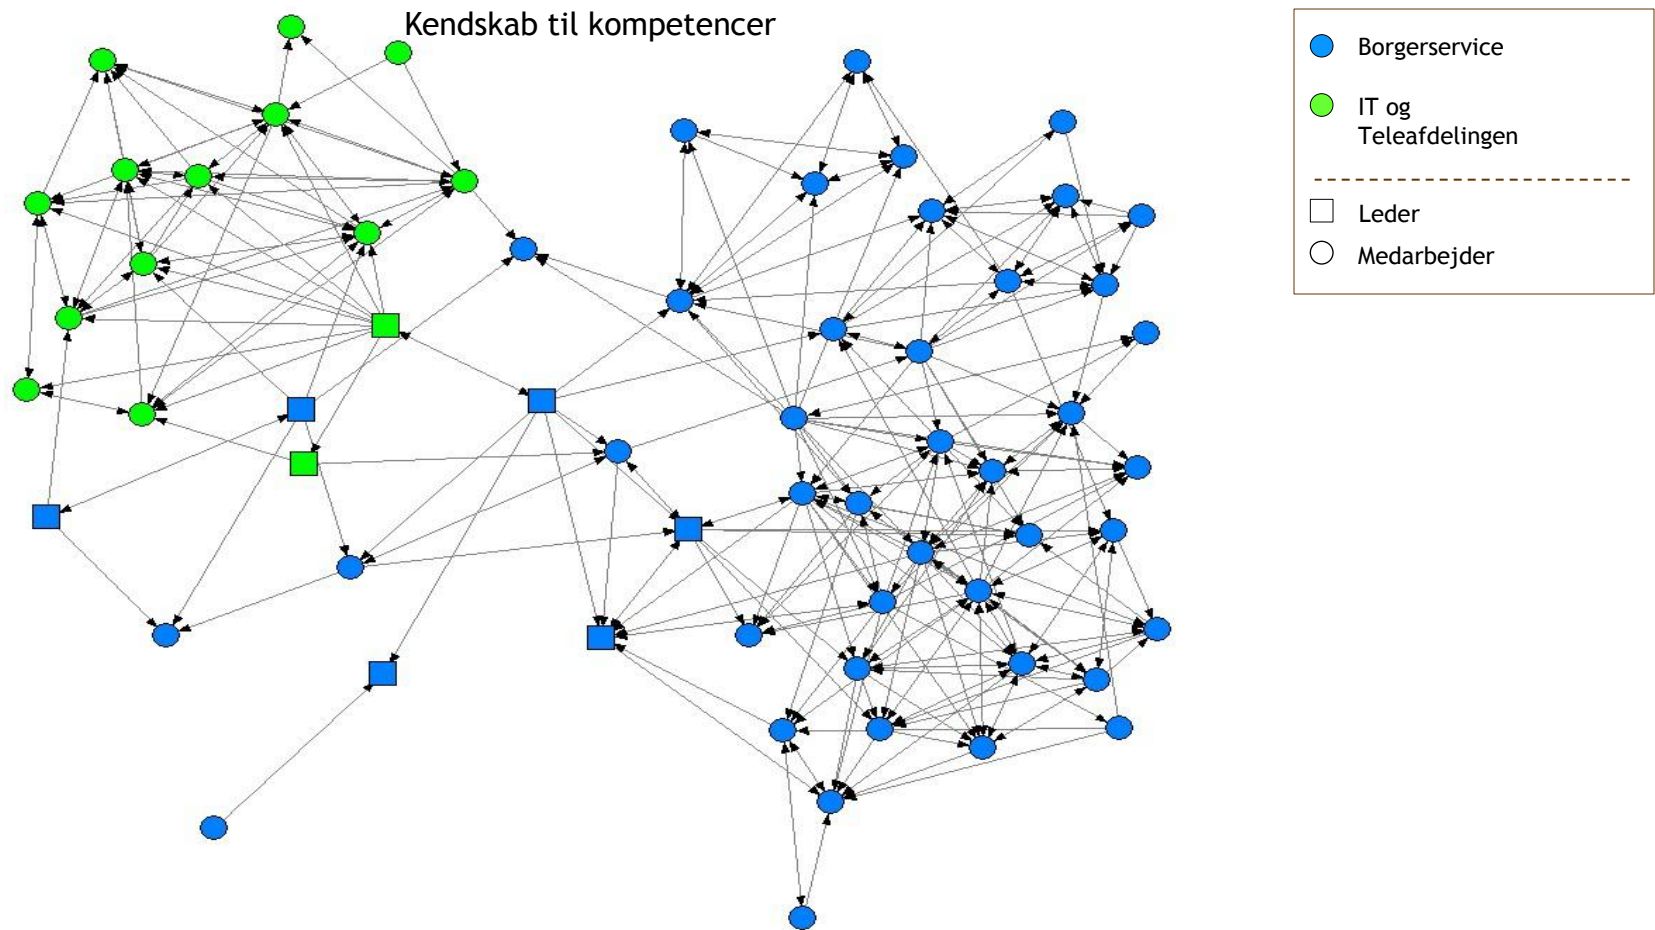 Kendskab til kompetencer
Borgerservice
IT og
Teleafdelingen
Leder
Medarbejder